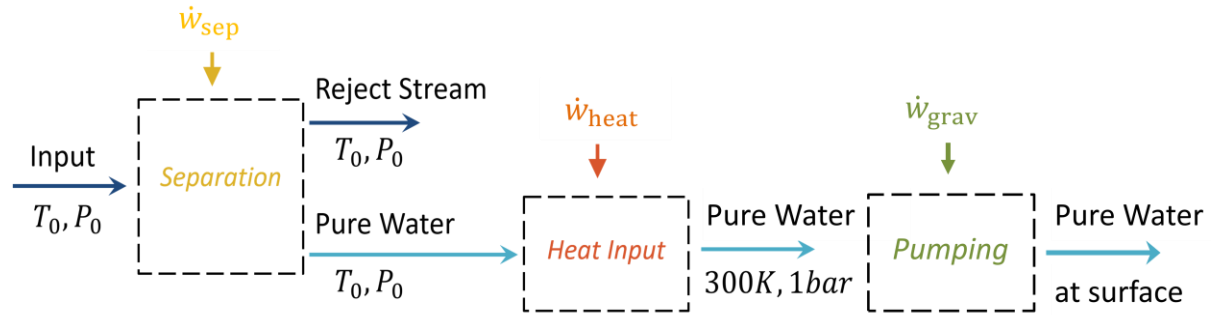 ẇsep
Reject Stream
T0, P0
Input
T0, P0
Separation
Pure Water
T0, P0
ẇheat
Heat Input
Pure Water
300K, 1bar
ẇgrav
Pumping
Pure Water
at surface